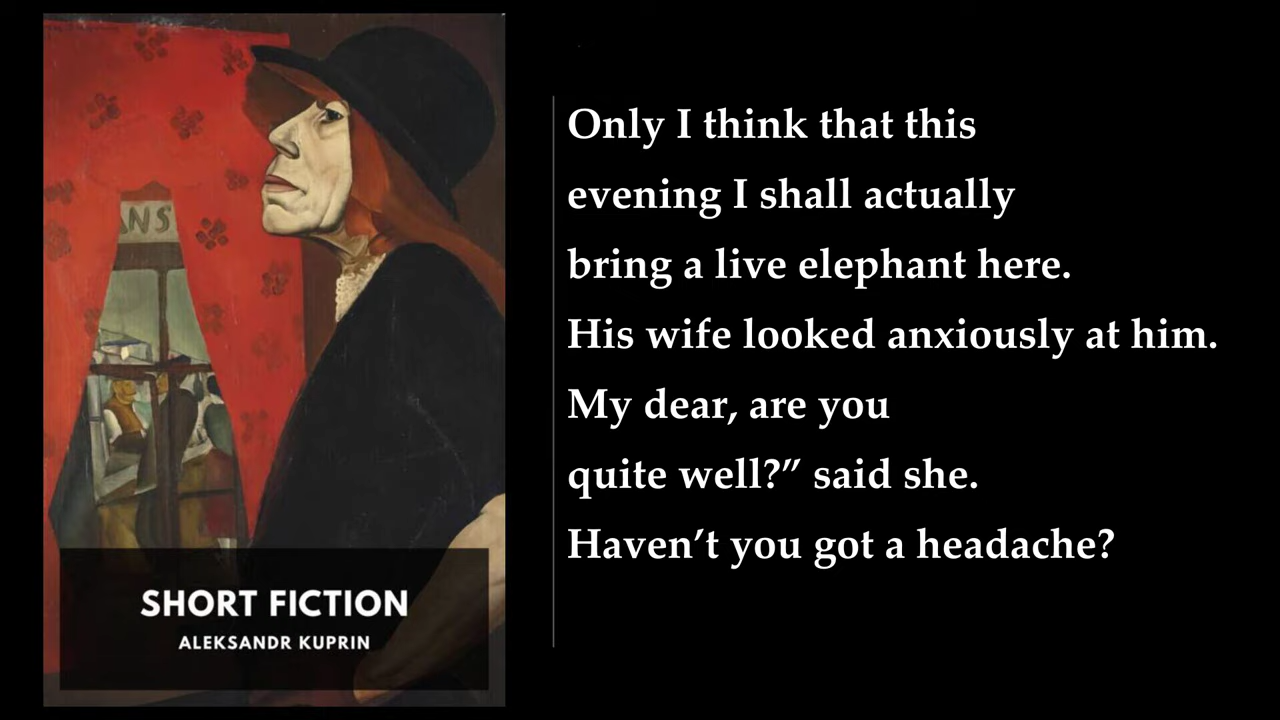 ANS
SHORT FICTION
ALEKSANDR KUPRIN
Only I think that this
evening I shall actually
bring a live elephant here.
His wife looked anxiously at him.
My dear, are you
quite well?” said she.
Haven’t you got a headache?